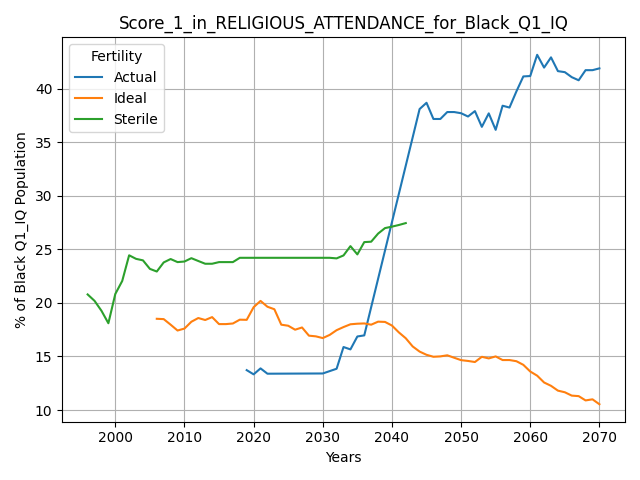 Score_1_in_RELIGIOUS_ATTENDANCE_for_Black_Q1_IQ
Fertility
Actual
Ideal
Sterile
% of Black Q1_IQ Population
40
35
30
25
20
15
10
2000 2010 2020 2030 2040 2050 2060 2070
Years